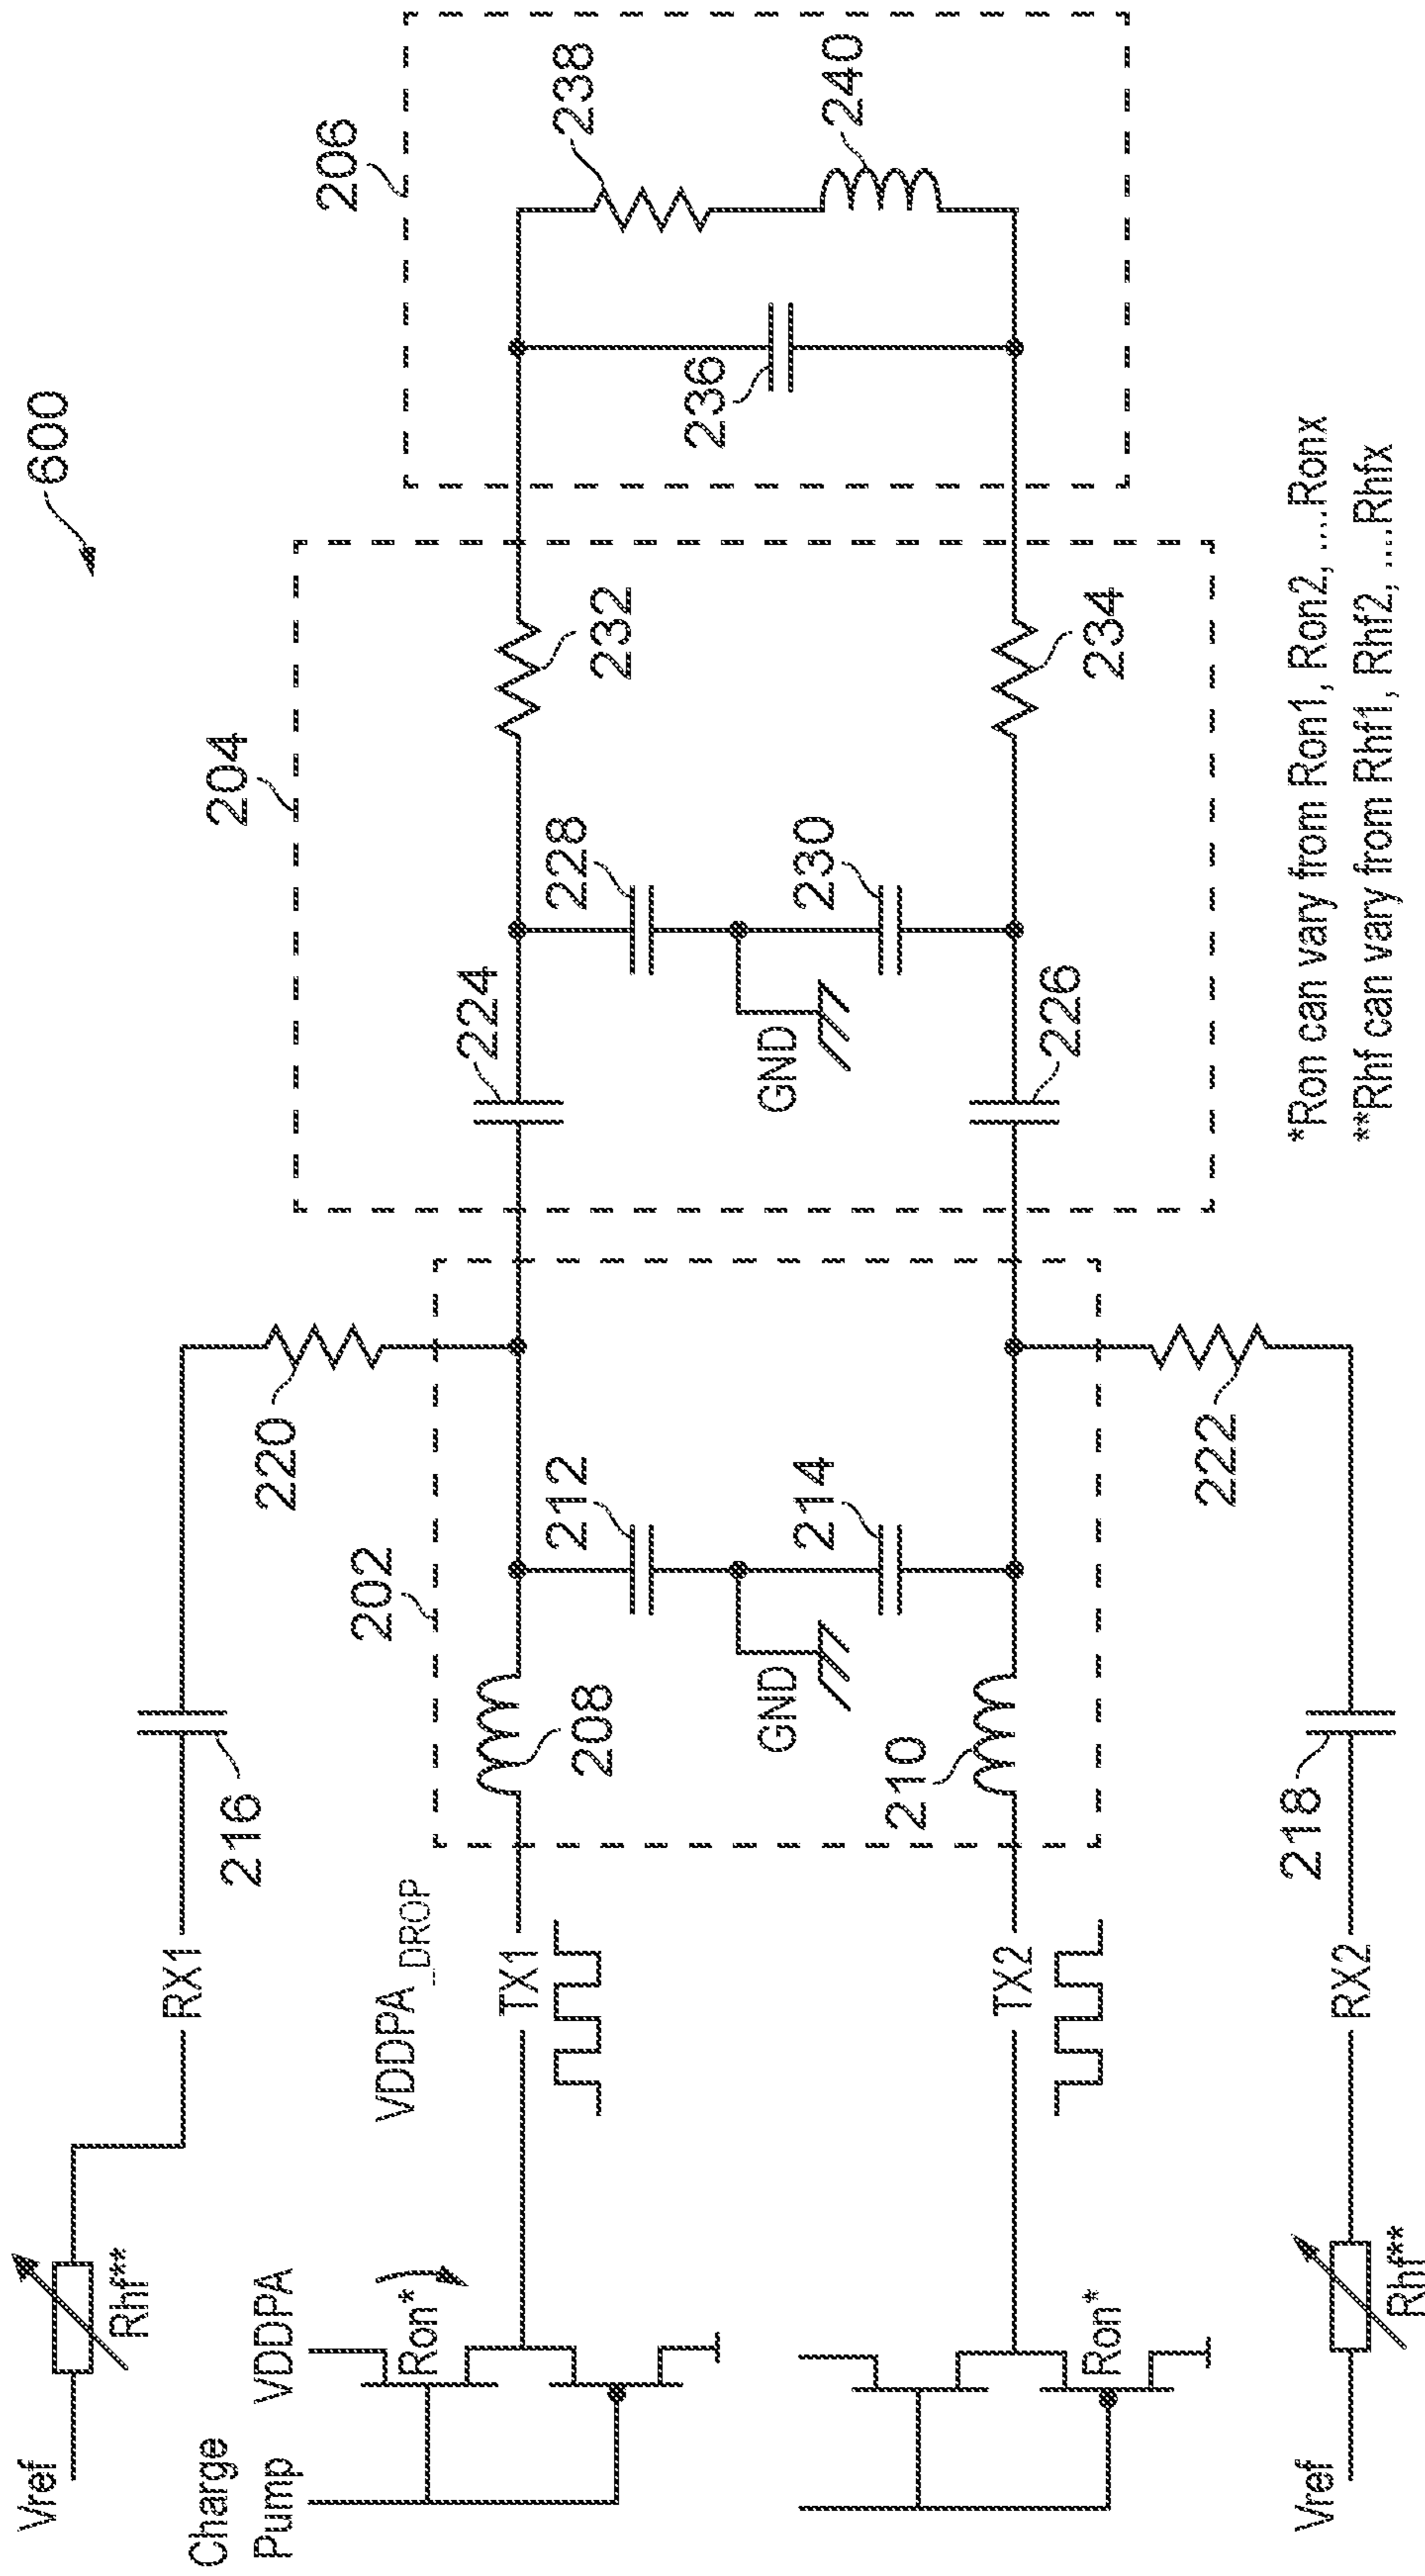 600
Vref
Rhf**
RX1
216
220
Charge
Pump
VDDPA
Ron*
VDDPA_DROP
TX1
202
208
212
GND
214
210
TX2
Ron*
204
224
228
232
GND
230
226
234
206
238
236
240
222
218
RX2
Rhf**
Vref
*Ron can vary from Ron1, Ron2, ....Ronx
**Rhf can vary from Rhf1, Rhf2, ....Rhfx